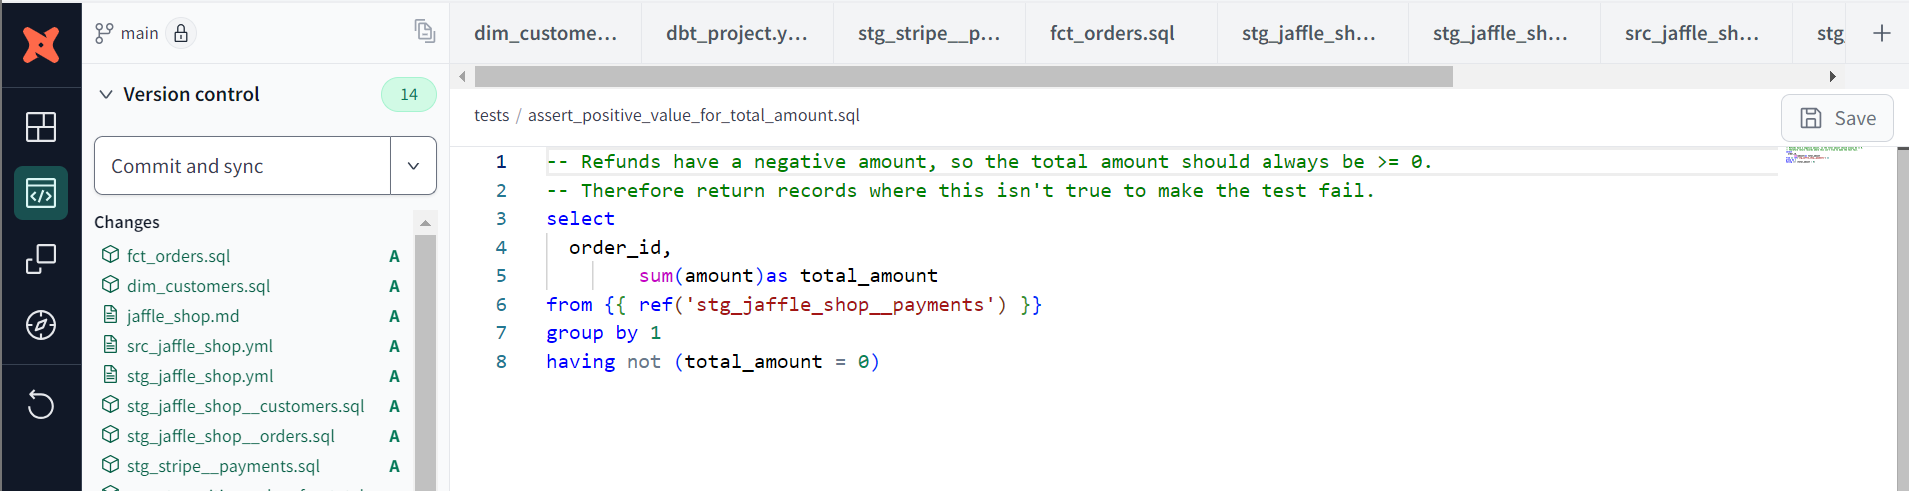 main
Version control
14
Commit and sync
Changes
fct_orders.sql A
dim_customers.sql A
jaffle_shop.md A
src_jaffle_shop.yml A
stg_jaffle_shop.yml A
stg_jaffle_shop__customers.sql A
stg_jaffle_shop__orders.sql A
stg_stripe__payments.sql A
dim_custome... dbt_project.y... stg_stripe__p... fct_orders.sql stg_jaffle_sh... stg_jaffle_sh... src_jaffle_sh... stg
tests / assert_positive_value_for_total_amount.sql
Save
1 -- Refunds have a negative amount, so the total amount should always be >= 0.
2 -- Therefore return records where this isn't true to make the test fail.
3 select
4 order_id,
5 sum(amount)as total_amount
6 from {{ ref('stg_jaffle_shop__payments') }}
7 group by 1
8 having not (total_amount = 0)